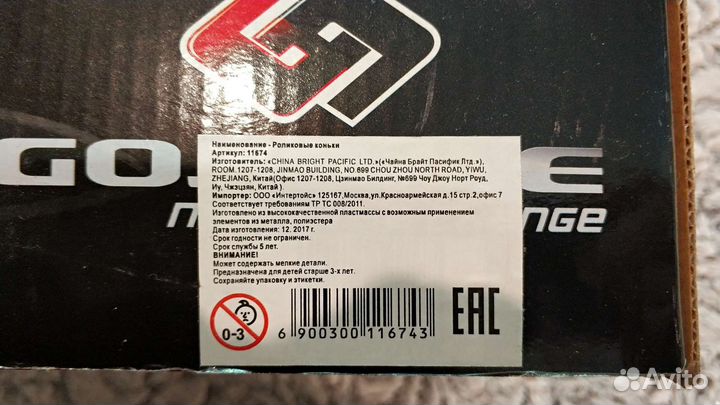 GO
E
nge
Наименование - Роликовые коньки
Артикул: 11674
Изготовитель: «CHINA BRIGHT PACIFIC LTD.»(«Чайна Брайт Пасифик Лтд.»),
ROOM.1207-1208, JINMAO BUILDING, NO.699 CHOU ZHOU NORTH ROAD, YIWU,
ZHEJIANG, Китай(Офис 1207-1208, Цзинмао Билдинг, №699 Чоу Джоу Норт Роуд,
Иу, Чжэцзян, Китай ).
Импортер: ООО «Интертойс» 125167,Москва,ул.Красноармейская д.15 стр.2,офис 7
Соответствует требованиям ТР ТС 008/2011.
Изготовлено из высококачественной пластмассы с возможным применением
элементов из металла, полиэстера
Дата изготовления: 12. 2017 г.
Срок годности не ограничен.
Срок службы 5 лет.
ВНИМАНИЕ!
Может содержать мелкие детали.
Предназначена для детей старше 3-х лет.
Сохраняйте упаковку и этикетки.
0-3
6 900300 116743
EAC
Avito